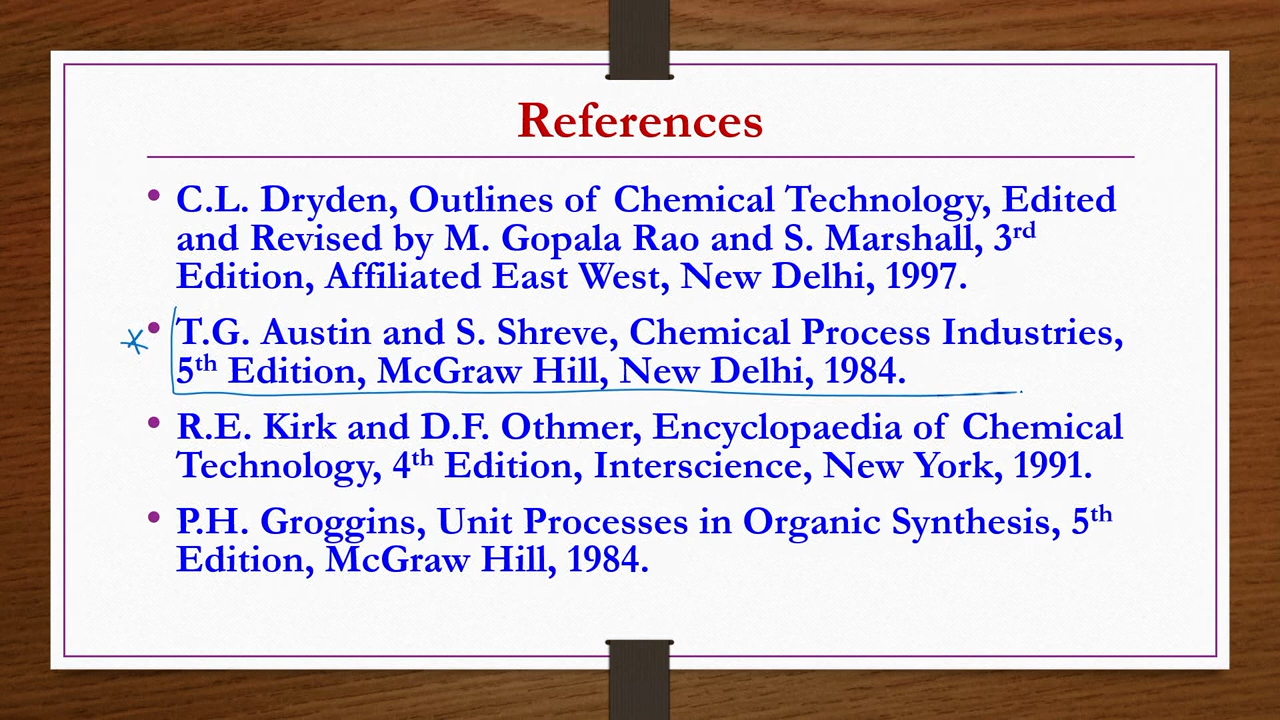 References
• C.L. Dryden, Outlines of Chemical Technology, Edited
and Revised by M. Gopala Rao and S. Marshall, 3rd
Edition, Affiliated East West, New Delhi, 1997.
• T.G. Austin and S. Shreve, Chemical Process Industries,
5th Edition, McGraw Hill, New Delhi, 1984.
• R.E. Kirk and D.F. Othmer, Encyclopaedia of Chemical
Technology, 4th Edition, Interscience, New York, 1991.
• P.H. Groggins, Unit Processes in Organic Synthesis, 5th
Edition, McGraw Hill, 1984.